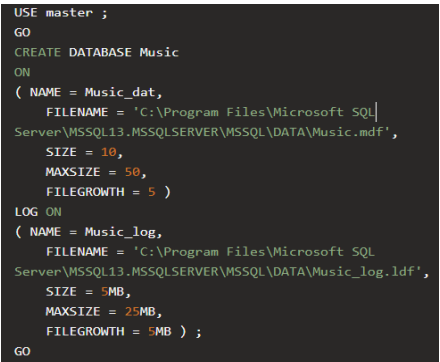 USE master ;
GO
CREATE DATABASE Music
ON
( NAME = Music_dat,
    FILENAME = 'C:\Program Files\Microsoft SQL
Server\MSSQL13.MSSQLSERVER\MSSQL\DATA\Music.mdf',
    SIZE = 10,
    MAXSIZE = 50,
    FILEGROWTH = 5 )
LOG ON
( NAME = Music_log,
    FILENAME = 'C:\Program Files\Microsoft SQL
Server\MSSQL13.MSSQLSERVER\MSSQL\DATA\Music_log.ldf',
    SIZE = 5MB,
    MAXSIZE = 25MB,
    FILEGROWTH = 5MB ) ;
GO